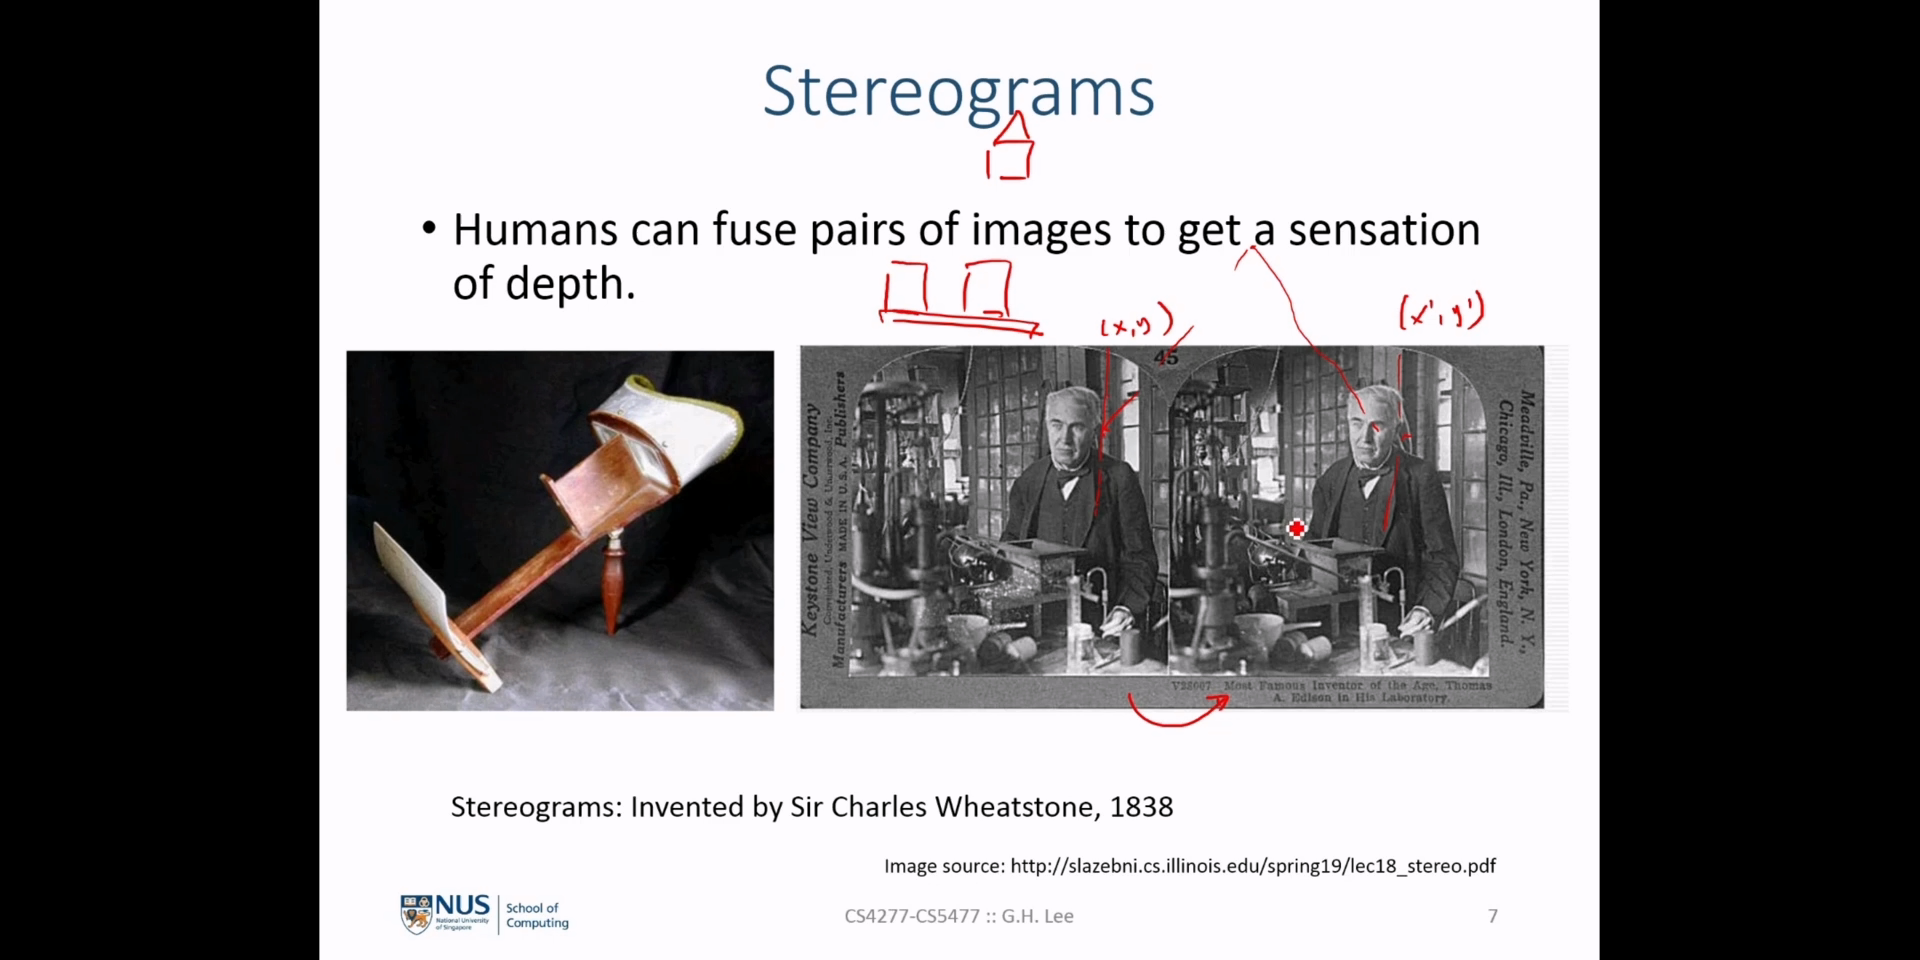 Stereograms
• Humans can fuse pairs of images to get a sensation
of depth.
(x,y)
(x',y')
45
Keystone View Company
Copyrighted, Underwood & Underwood, Inc.
Manufacturers MADE IN U.S.A. Publishers
Meadville, Pa., New York, N. Y.,
Chicago, Ill., London, England.
Most Famous Inventor of the Age, Thomas
A. Edison in His Laboratory.
Stereograms: Invented by Sir Charles Wheatstone, 1838
Image source: http://slazebni.cs.illinois.edu/spring19/lec18_stereo.pdf
NUS
National University
of Singapore
School of
Computing
CS4277-CS5477 :: G.H. Lee
7